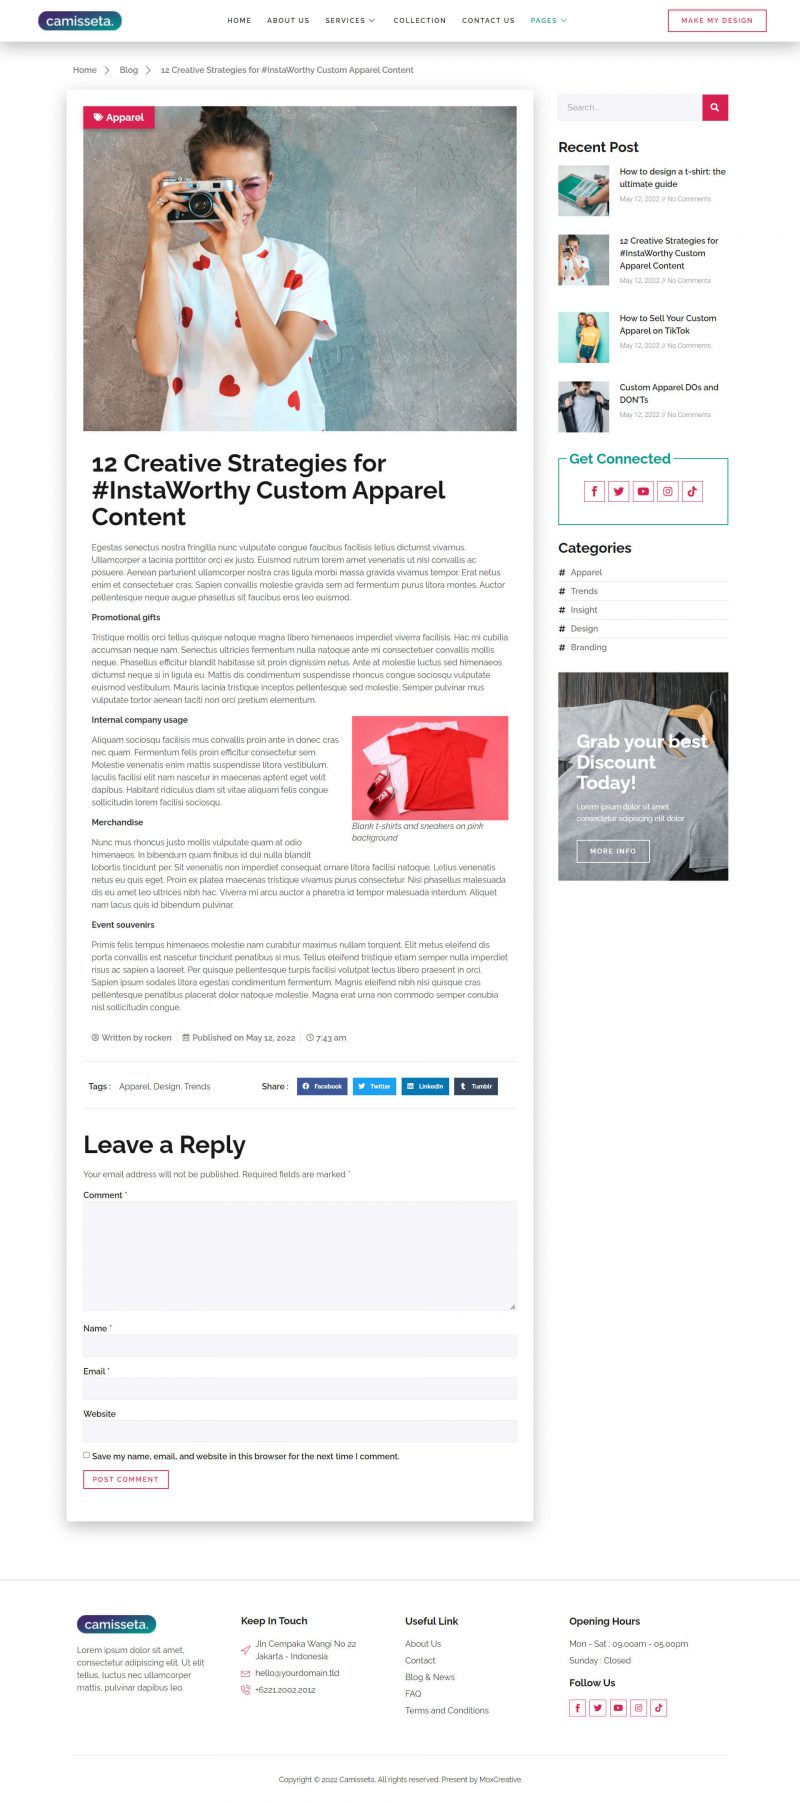 camisseta.
HOME ABOUT US SERVICES COLLECTION CONTACT US PAGES MAKE MY DESIGN
Home Blog 12 Creative Strategies for #InstaWorthy Custom Apparel Content
Apparel
12 Creative Strategies for
#InstaWorthy Custom Apparel
Content
Egestas senectus nostra fringilla nunc vulputate congue faucibus facilisis letius dictumst vivamus.
Ullamcorper a lacinia porttitor orci ex justo. Euismod rutrum lorem amet venenatis ut nisi convallis ac
posuere. Aenean parturient ullamcorper nostra cras ligula morbi massa gravida vivamus tempor. Erat netus
enim et consectetuer cras. Sapien convallis molestie gravida sem ad fermentum purus litora montes. Auctor
pellentesque neque augue phasellus sit faucibus eros leo euismod.
Promotional gifts
Tristique mollis orci tellus quisque natoque magna libero himenaeos imperdiet viverra facilisis. Hac mi cubilia
accumsan neque nam. Senectus ultricies fermentum nulla natoque ante mi consectetuer convallis mollis
neque. Phasellus efficitur blandit habitasse sit proin dignissim netus. Ante at molestie luctus sed himenaeos
dictumst neque si in ligula eu. Mattis dis condimentum suspendisse rhoncus congue sociosqu vulputate
euismod vestibulum. Mauris lacinia tristique inceptos pellentesque sed molestie. Semper pulvinar mus
vulputate tortor aenean taciti non orci pretium elementum.
Internal company usage
Aliquam sociosqu facilisis mus convallis proin ante in donec cras
nec quam. Fermentum felis proin efficitur consectetur sem.
Molestie venenatis enim mattis suspendisse litora vestibulum.
Iaculis facilisi elit nam nascetur in maecenas aptent eget velit
dapibus. Habitant ridiculus diam sit vitae aliquam felis congue
sollicitudin lorem facilisi sociosqu.
Blank t-shirts and sneakers on pink
background
Merchandise
Nunc mus rhoncus justo mollis vulputate quam at odio
himenaeos. In bibendum quam finibus id dui nulla blandit
lobortis tincidunt per. Sit venenatis non imperdiet consequat ornare litora facilisi natoque. Letius venenatis
netus eu quis eget. Proin ex platea maecenas tristique vivamus purus consectetur. Nisi phasellus malesuada
dis eu amet leo ultrices nibh hac. Viverra mi arcu auctor a pharetra id tempor malesuada interdum. Aliquet
nam lacus quis id bibendum pulvinar.
Event souvenirs
Primis felis tempus himenaeos molestie nam curabitur maximus nullam torquent. Elit metus eleifend dis
porta convallis est nascetur tincidunt penatibus si mus. Tellus eleifend tristique etiam semper nulla imperdiet
risus ac sapien a laoreet. Per quisque pellentesque turpis facilisi volutpat lectus libero praesent in orci.
Sapien ipsum sodales litora egestas condimentum fermentum. Magnis eleifend nibh nisi quisque cras
pellentesque penatibus placerat dolor natoque molestie. Magna erat urna non commodo semper conubia
nisl sollicitudin congue.
Written by rocken Published on May 12, 2022 7:43 am
Tags : Apparel, Design, Trends Share : Facebook Twitter LinkedIn Tumblr
Leave a Reply
Your email address will not be published. Required fields are marked *
Comment *
Name *
Email *
Website
Save my name, email, and website in this browser for the next time I comment.
POST COMMENT
Search...
Recent Post
How to design a t-shirt: the
ultimate guide
May 12, 2022 // No Comments
12 Creative Strategies for
#InstaWorthy Custom
Apparel Content
May 12, 2022 // No Comments
How to Sell Your Custom
Apparel on TikTok
May 12, 2022 // No Comments
Custom Apparel DOs and
DON'Ts
May 12, 2022 // No Comments
Get Connected
Categories
# Apparel
# Trends
# Insight
# Design
# Branding
Grab your best
Discount
Today!
Lorem ipsum dolor sit amet,
consectetur adipiscing elit dolor
MORE INFO
camisseta.
Lorem ipsum dolor sit amet,
consectetur adipiscing elit. Ut elit
tellus, luctus nec ullamcorper
mattis, pulvinar dapibus leo.
Keep In Touch
Jln Cempaka Wangi No 22
Jakarta - Indonesia
hello@yourdomain.tld
+6221.2002.2012
Useful Link
About Us
Contact
Blog & News
FAQ
Terms and Conditions
Opening Hours
Mon - Sat : 09.00am - 05.00pm
Sunday : Closed
Follow Us
Copyright © 2022 Camisseta, All rights reserved. Present by MoxCreative